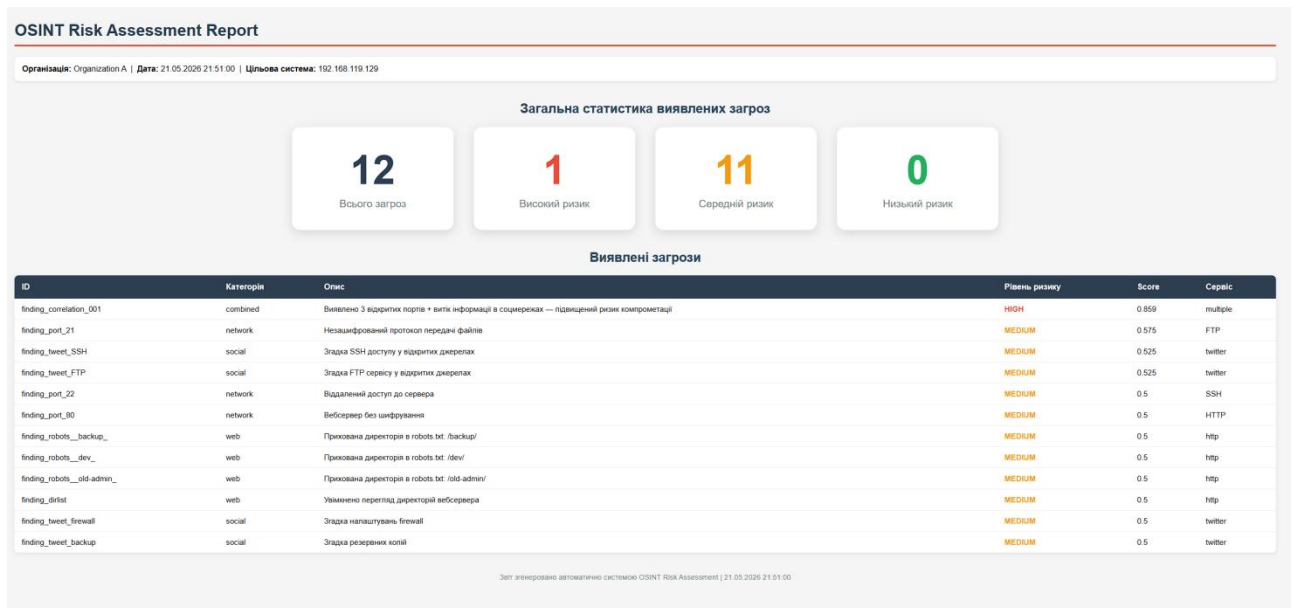 OSINT Risk Assessment Report
Організація: Organization A | Дата: 21.05.2026 21:51:00 | Цільова система: 192.168.119.129
Загальна статистика виявлених загроз
12 1 11 0
Всього загроз Високий ризик Середній ризик Низький ризик
Виявлені загрози
ID Категорія Опис Рівень ризику Score Сервіс
finding_correlation_001 combined Виявлено 3 відкритих портів + витік інформації в соцмережах — підвищений ризик компрометації HIGH 0.859 multiple
finding_port_21 network Незашифрований протокол передачі файлів MEDIUM 0.575 FTP
finding_tweet_SSH social Згадка SSH доступу у відкритих джерелах MEDIUM 0.525 twitter
finding_tweet_FTP social Згадка FTP сервісу у відкритих джерелах MEDIUM 0.525 twitter
finding_port_22 network Віддалений доступ до сервера MEDIUM 0.5 SSH
finding_port_80 network Вебсервер без шифрування MEDIUM 0.5 HTTP
finding_robots__backup_ web Прихована директорія в robots.txt: /backup/ MEDIUM 0.5 http
finding_robots__dev_ web Прихована директорія в robots.txt: /dev/ MEDIUM 0.5 http
finding_robots__old-admin_ web Прихована директорія в robots.txt: /old-admin/ MEDIUM 0.5 http
finding_dirlist web Увімкнено перегляд директорій вебсервера MEDIUM 0.5 http
finding_tweet_firewall social Згадка налаштувань firewall MEDIUM 0.5 twitter
finding_tweet_backup social Згадка резервних копій MEDIUM 0.5 twitter
Звіт згенеровано автоматично системою OSINT Risk Assessment | 21.05.2026 21:51:00